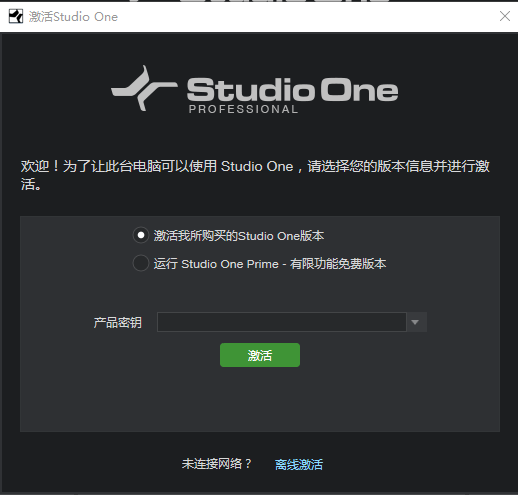 激活Studio One
Studio One
PROFESSIONAL
欢迎！为了让此台电脑可以使用 Studio One，请选择您的版本信息并进行激
活。
激活我所购买的Studio One版本
运行 Studio One Prime - 有限功能免费版本
产品密钥
激活
未连接网络？ 离线激活